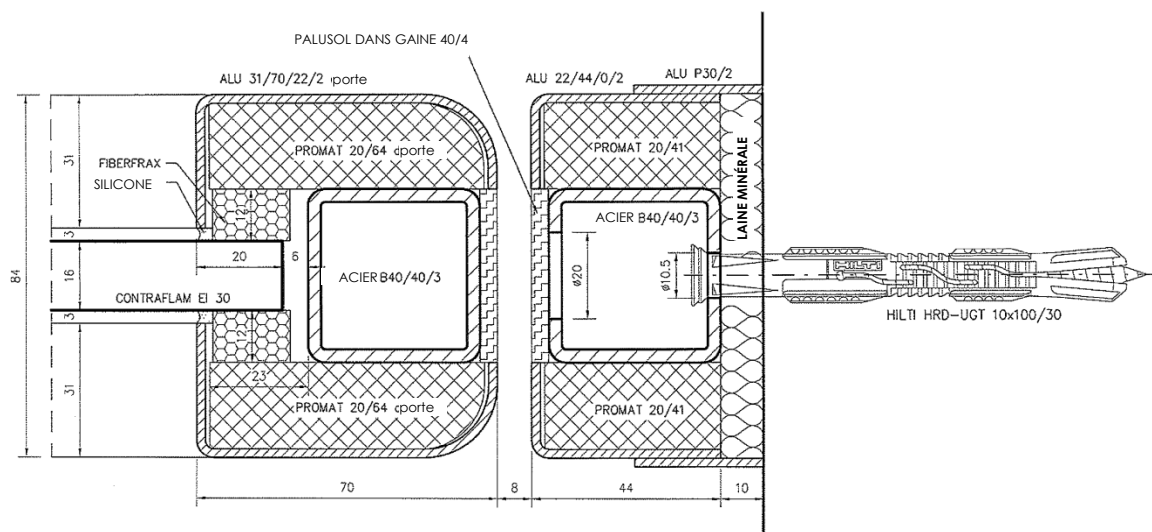 PALUSOL DANS GAINE 40/4
ALU 31/70/22/2 porte
ALU 22/44/0/2
ALU P30/2
PROMAT 20/64 porte
PROMAT 20/41
LAINE MINÉRALE
31
FIBERFRAX
SILICONE
12
3
20
6
ACIER B40/40/3
ACIER B40/40/3
84
16
ø20
ø10.5
HILTI
CONTRAFLAM EI 30
HILTI HRD-UGT 10x100/30
3
12
23
31
PROMAT 20/64 porte
PROMAT 20/41
70
8
44
10